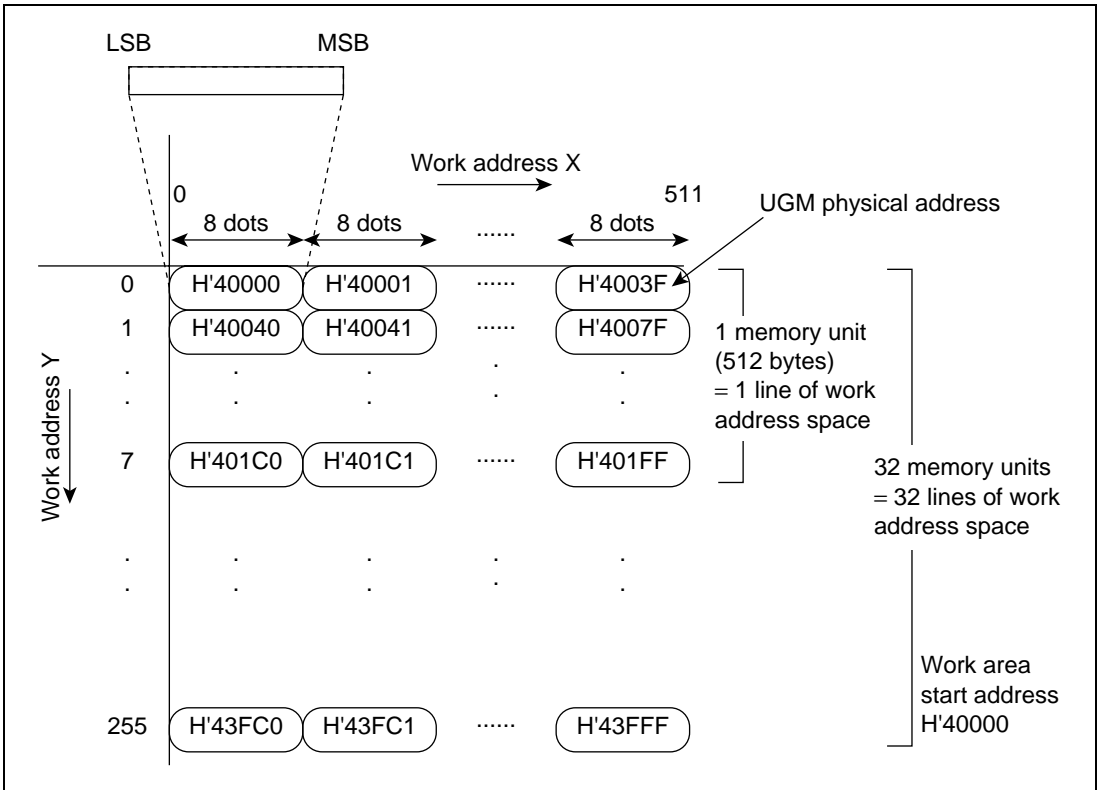 LSB MSB
Work address X
0 511
UGM physical address
8 dots 8 dots ...... 8 dots
0 H'40000 H'40001 ...... H'4003F
1 H'40040 H'40041 ...... H'4007F
1 memory unit
(512 bytes)
= 1 line of work
address space
Work address Y
7 H'401C0 H'401C1 ...... H'401FF
32 memory units
= 32 lines of work
address space
Work area
start address
H'40000
255 H'43FC0 H'43FC1 ...... H'43FFF